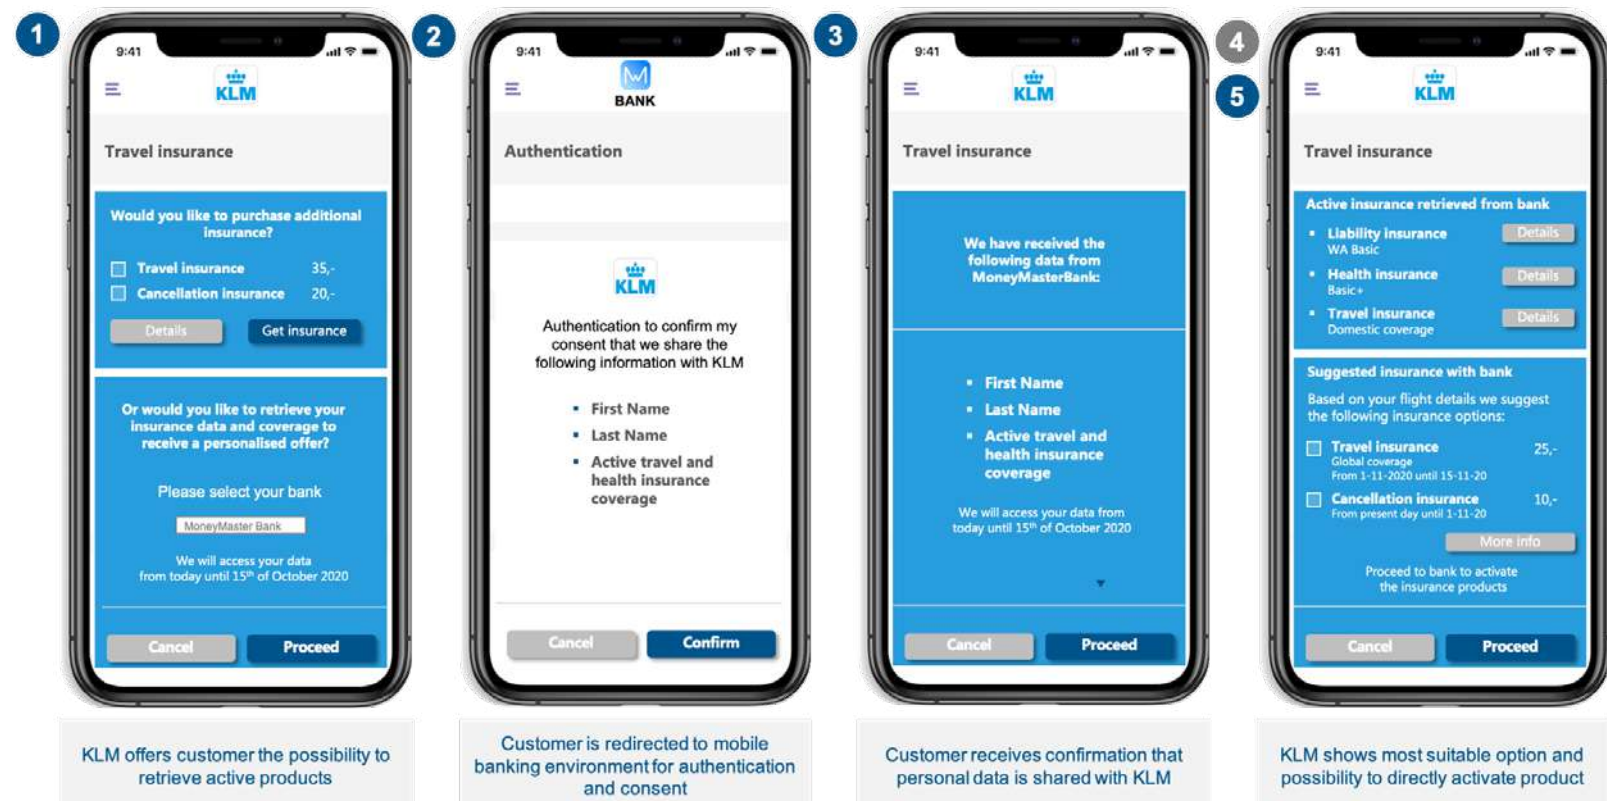 1
9:41
KLM
Travel insurance
Would you like to purchase additional
insurance?
Travel insurance 35,-
Cancellation insurance 20,-
Details Get insurance
Or would you like to retrieve your
insurance data and coverage to
receive a personalised offer?
Please select your bank
MoneyMaster Bank
We will access your data
from today until 15th of October 2020
Cancel Proceed
KLM offers customer the possibility to
retrieve active products
2
9:41
BANK
Authentication
KLM
Authentication to confirm my
consent that we share the
following information with KLM
▪ First Name
▪ Last Name
▪ Active travel and
health insurance
coverage
Cancel Confirm
Customer is redirected to mobile
banking environment for authentication
and consent
3
9:41
KLM
Travel insurance
We have received the
following data from
MoneyMasterBank:
▪ First Name
▪ Last Name
▪ Active travel and
health insurance
coverage
We will access your data from
today until 15th of October 2020
Cancel Proceed
Customer receives confirmation that
personal data is shared with KLM
4
5
9:41
KLM
Travel insurance
Active insurance retrieved from bank
▪ Liability insurance Details
WA Basic
▪ Health insurance Details
Basic+
▪ Travel insurance Details
Domestic coverage
Suggested insurance with bank
Based on your flight details we suggest
the following insurance options:
Travel insurance 25,-
Global coverage
From 1-11-2020 until 15-11-20
Cancellation insurance 10,-
From present day until 1-11-20
More info
Proceed to bank to activate
the insurance products
Cancel Proceed
KLM shows most suitable option and
possibility to directly activate product